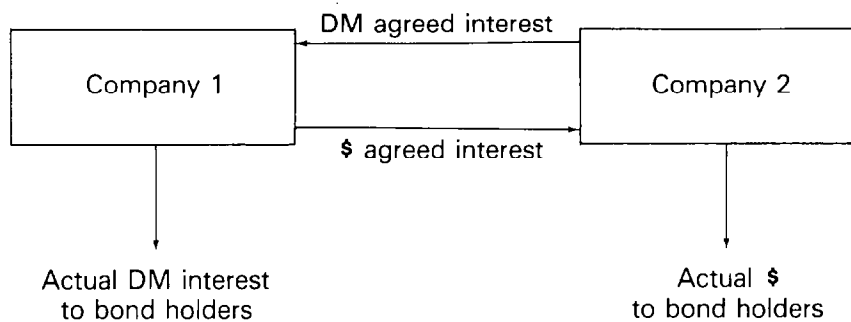 DM agreed interest
Company 1
Company 2
$ agreed interest
Actual DM interest
to bond holders
Actual $
to bond holders